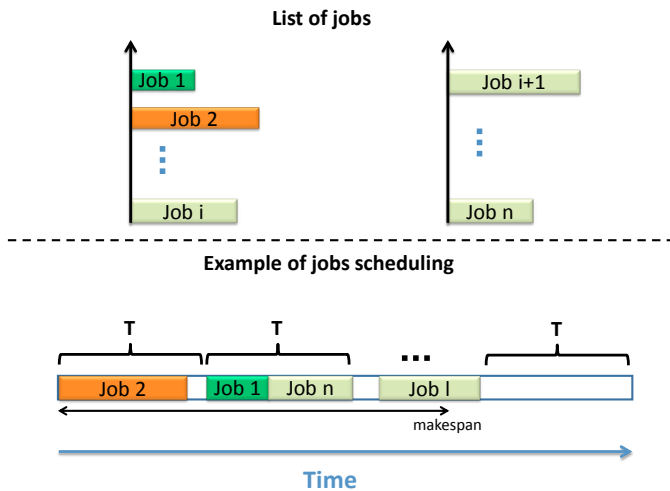 List of jobs
Job 1
Job 2
Job i
Job i+1
Job n
Example of jobs scheduling
T
T
...
T
Job 2
Job 1
Job n
Job l
makespan
Time